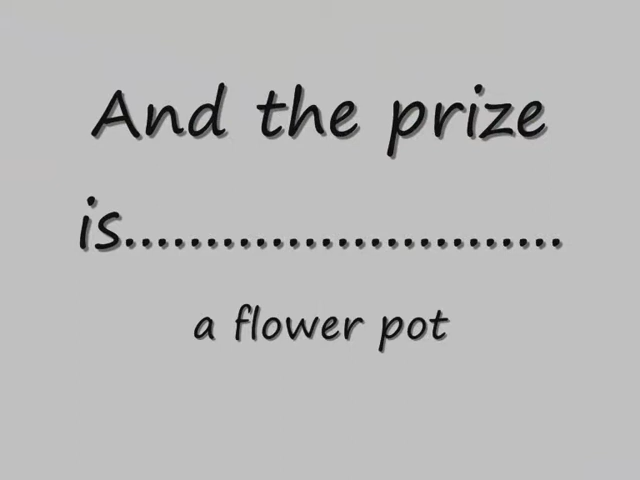 And the prize
is...........................
a flower pot